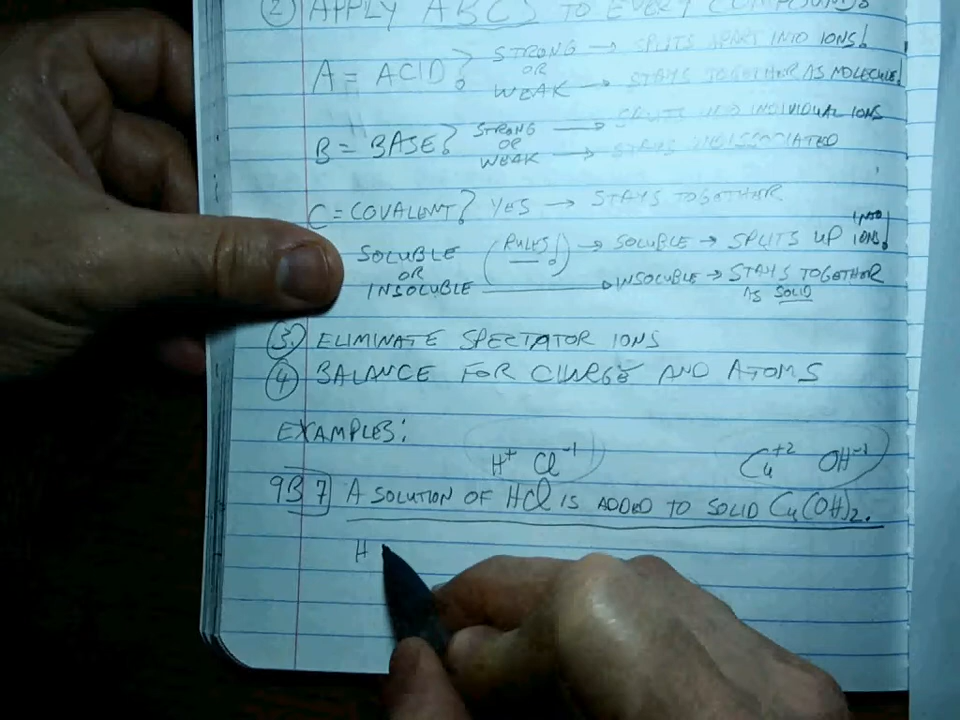 ② APPLY ABCS TO EVERY COMPOUND:
A = ACID? STRONG → SPLITS APART INTO IONS!
OR
WEAK → STAYS TOGETHER AS MOLECULE!
B = BASE? STRONG → SPLITS INTO INDIVIDUAL IONS
OR
WEAK → STAYS UNDISSOCIATED
C = COVALENT? YES → STAYS TOGETHER
SOLUBLE (RULES!) → SOLUBLE → SPLITS UP INTO IONS!
OR
INSOLUBLE → INSOLUBLE → STAYS TOGETHER
AS SOLID
③ ELIMINATE SPECTATOR IONS
④ BALANCE FOR CHARGE AND ATOMS
EXAMPLES:
H+ Cl-1 Cu+2 OH-1
9B 7 A SOLUTION OF HCl IS ADDED TO SOLID Cu(OH)2.
H